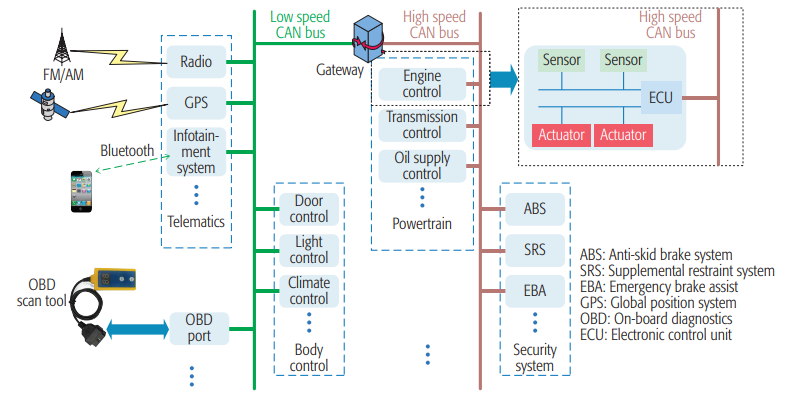 Low speed
CAN bus
High speed
CAN bus
High speed
CAN bus
FM/AM
Radio
Gateway
Engine
control
Sensor
Sensor
ECU
Actuator
Actuator
GPS
Transmission
control
Infotain-
ment
system
Bluetooth
Oil supply
control
Telematics
Powertrain
Door
control
ABS
Light
control
SRS
Climate
control
EBA
OBD
scan tool
OBD
port
Body
control
Security
system
ABS: Anti-skid brake system
SRS: Supplemental restraint system
EBA: Emergency brake assist
GPS: Global position system
OBD: On-board diagnostics
ECU: Electronic control unit